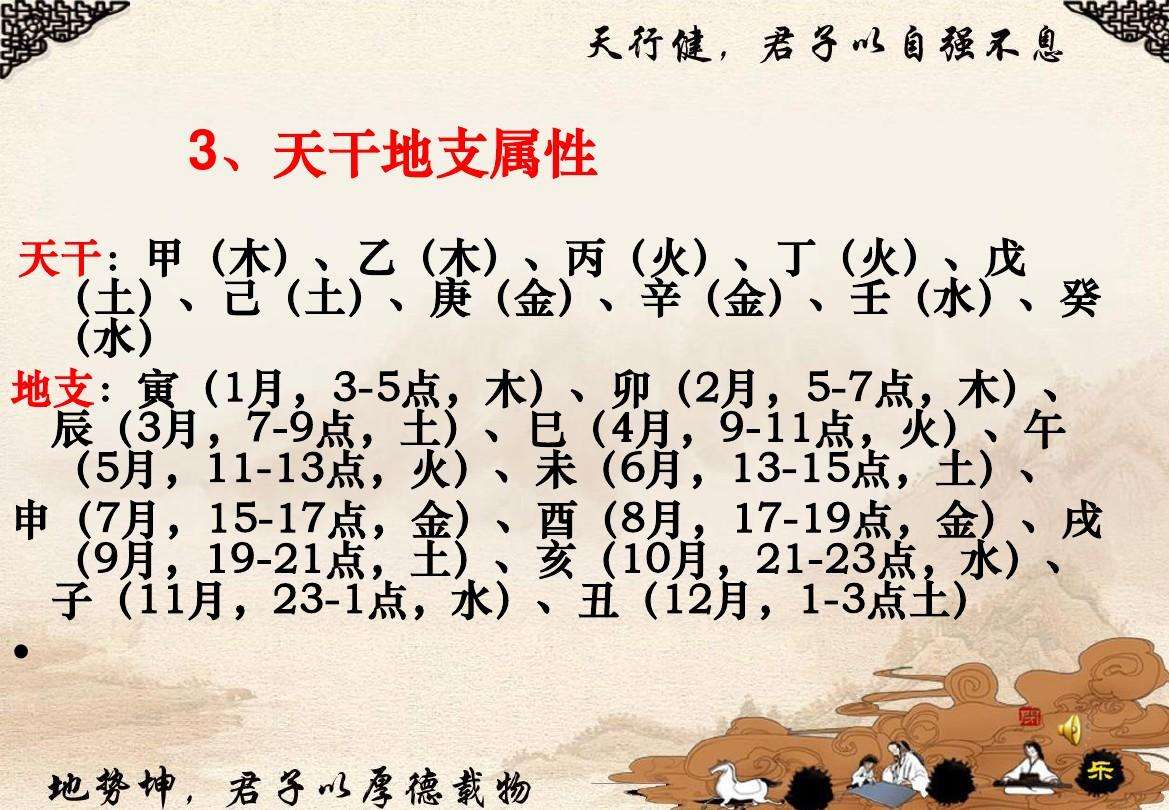 天行健，君子以自强不息
3、天干地支属性
天干：甲（木）、乙（木）、丙（火）、丁（火）、戊
（土）、己（土）、庚（金）、辛（金）、壬（水）、癸
（水）
地支：寅（1月，3-5点，木）、卯（2月，5-7点，木）、
辰（3月，7-9点，土）、巳（4月，9-11点，火）、午
（5月，11-13点，火）、未（6月，13-15点，土）、
申（7月，15-17点，金）、酉（8月，17-19点，金）、戌
（9月，19-21点，土）、亥（10月，21-23点，水）、
子（11月，23-1点，水）、丑（12月，1-3点土）
•
地势坤，君子以厚德载物
乐